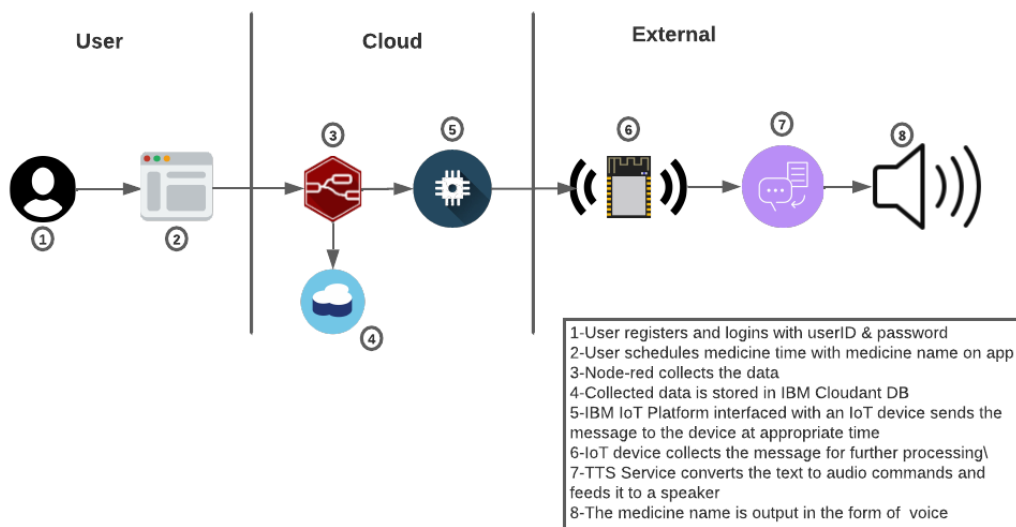 User
Cloud
External
3
5
6
7
8
1
2
4
1-User registers and logins with userID & password
2-User schedules medicine time with medicine name on app
3-Node-red collects the data
4-Collected data is stored in IBM Cloudant DB
5-IBM IoT Platform interfaced with an IoT device sends the
message to the device at appropriate time
6-IoT device collects the message for further processing\
7-TTS Service converts the text to audio commands and
feeds it to a speaker
8-The medicine name is output in the form of  voice